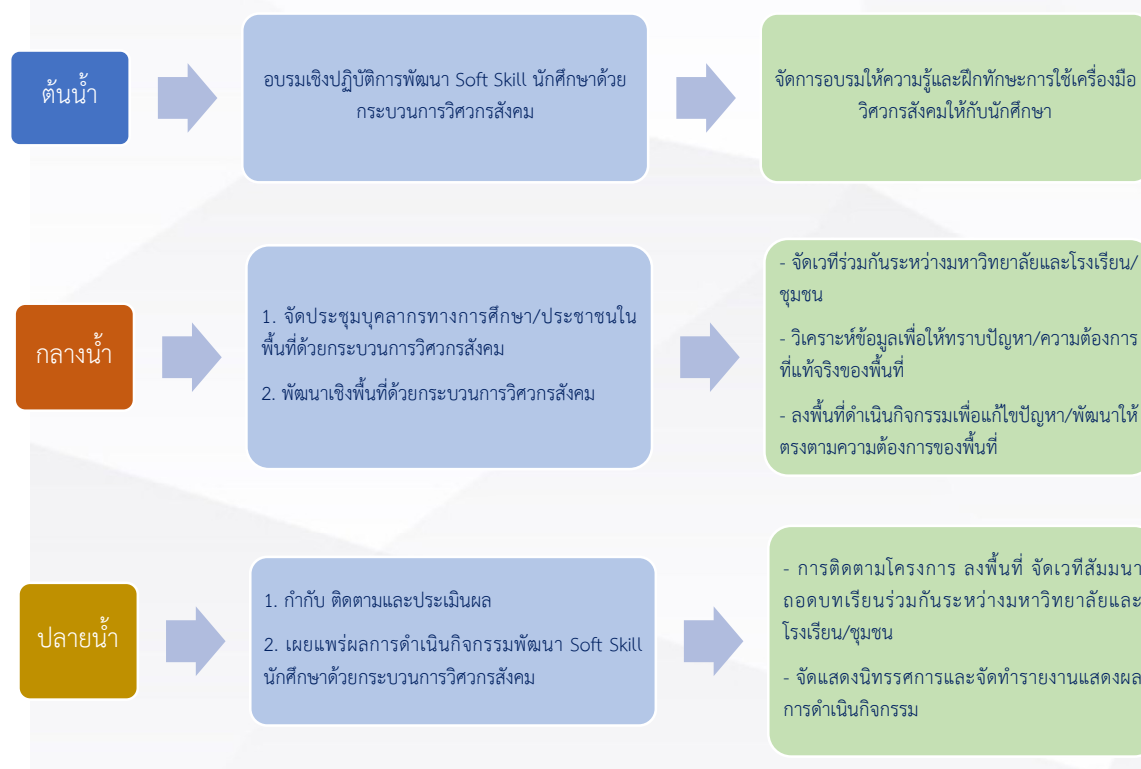 ต้นน้ำ
อบรมเชิงปฏิบัติการพัฒนา Soft Skill นักศึกษาด้วย
กระบวนการวิศวกรสังคม
จัดการอบรมให้ความรู้และฝึกทักษะการใช้เครื่องมือ
วิศวกรสังคมให้กับนักศึกษา
กลางน้ำ
1. จัดประชุมบุคลากรทางการศึกษา/ประชาชนใน
พื้นที่ด้วยกระบวนการวิศวกรสังคม
2. พัฒนาเชิงพื้นที่ด้วยกระบวนการวิศวกรสังคม
- จัดเวทีร่วมกันระหว่างมหาวิทยาลัยและโรงเรียน/
ชุมชน
- วิเคราะห์ข้อมูลเพื่อให้ทราบปัญหา/ความต้องการ
ที่แท้จริงของพื้นที่
- ลงพื้นที่ดำเนินกิจกรรมเพื่อแก้ไขปัญหา/พัฒนาให้
ตรงตามความต้องการของพื้นที่
ปลายน้ำ
1. กำกับ ติดตามและประเมินผล
2. เผยแพร่ผลการดำเนินกิจกรรมพัฒนา Soft Skill
นักศึกษาด้วยกระบวนการวิศวกรสังคม
- การติดตามโครงการ ลงพื้นที่ จัดเวทีสัมมนา
ถอดบทเรียนร่วมกันระหว่างมหาวิทยาลัยและ
โรงเรียน/ชุมชน
- จัดแสดงนิทรรศการและจัดทำรายงานแสดงผล
การดำเนินกิจกรรม